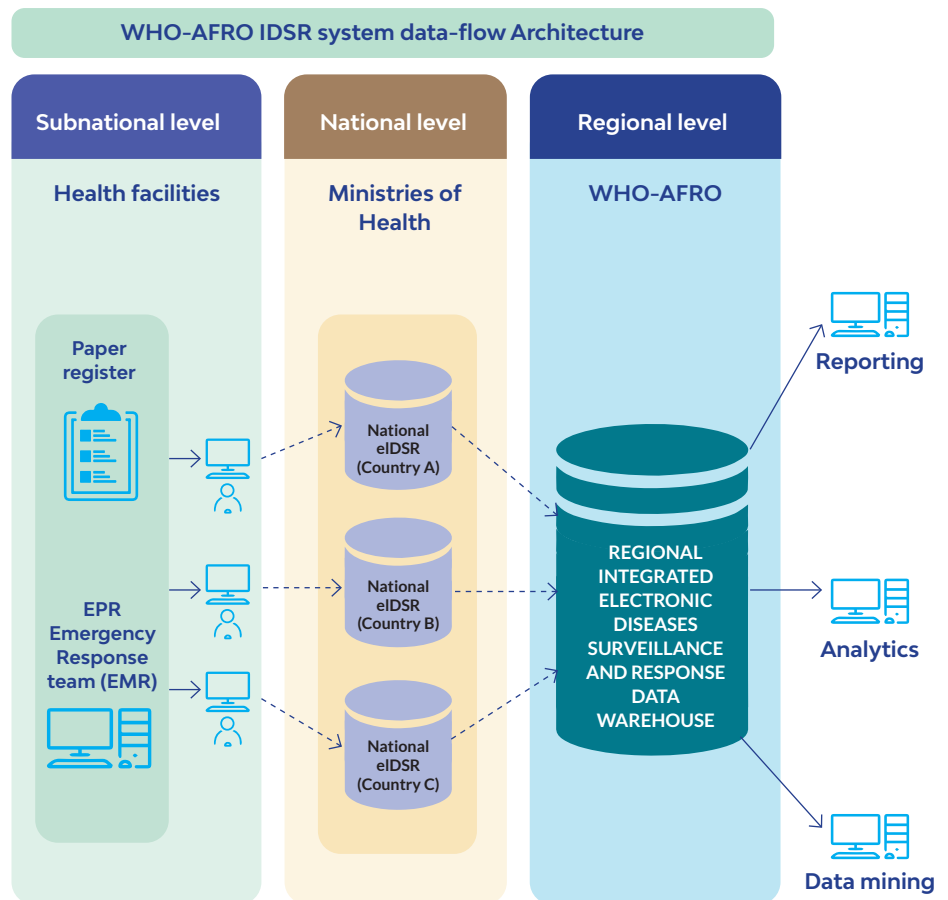 WHO-AFRO IDSR system data-flow Architecture
Subnational level
Health facilities
Paper
register
EPR
Emergency
Response
team (EMR)
National level
Ministries of
Health
National
eIDSR
(Country A)
National
eIDSR
(Country B)
National
eIDSR
(Country C)
Regional level
WHO-AFRO
REGIONAL
INTEGRATED
ELECTRONIC
DISEASES
SURVEILLANCE
AND RESPONSE
DATA
WAREHOUSE
Reporting
Analytics
Data mining